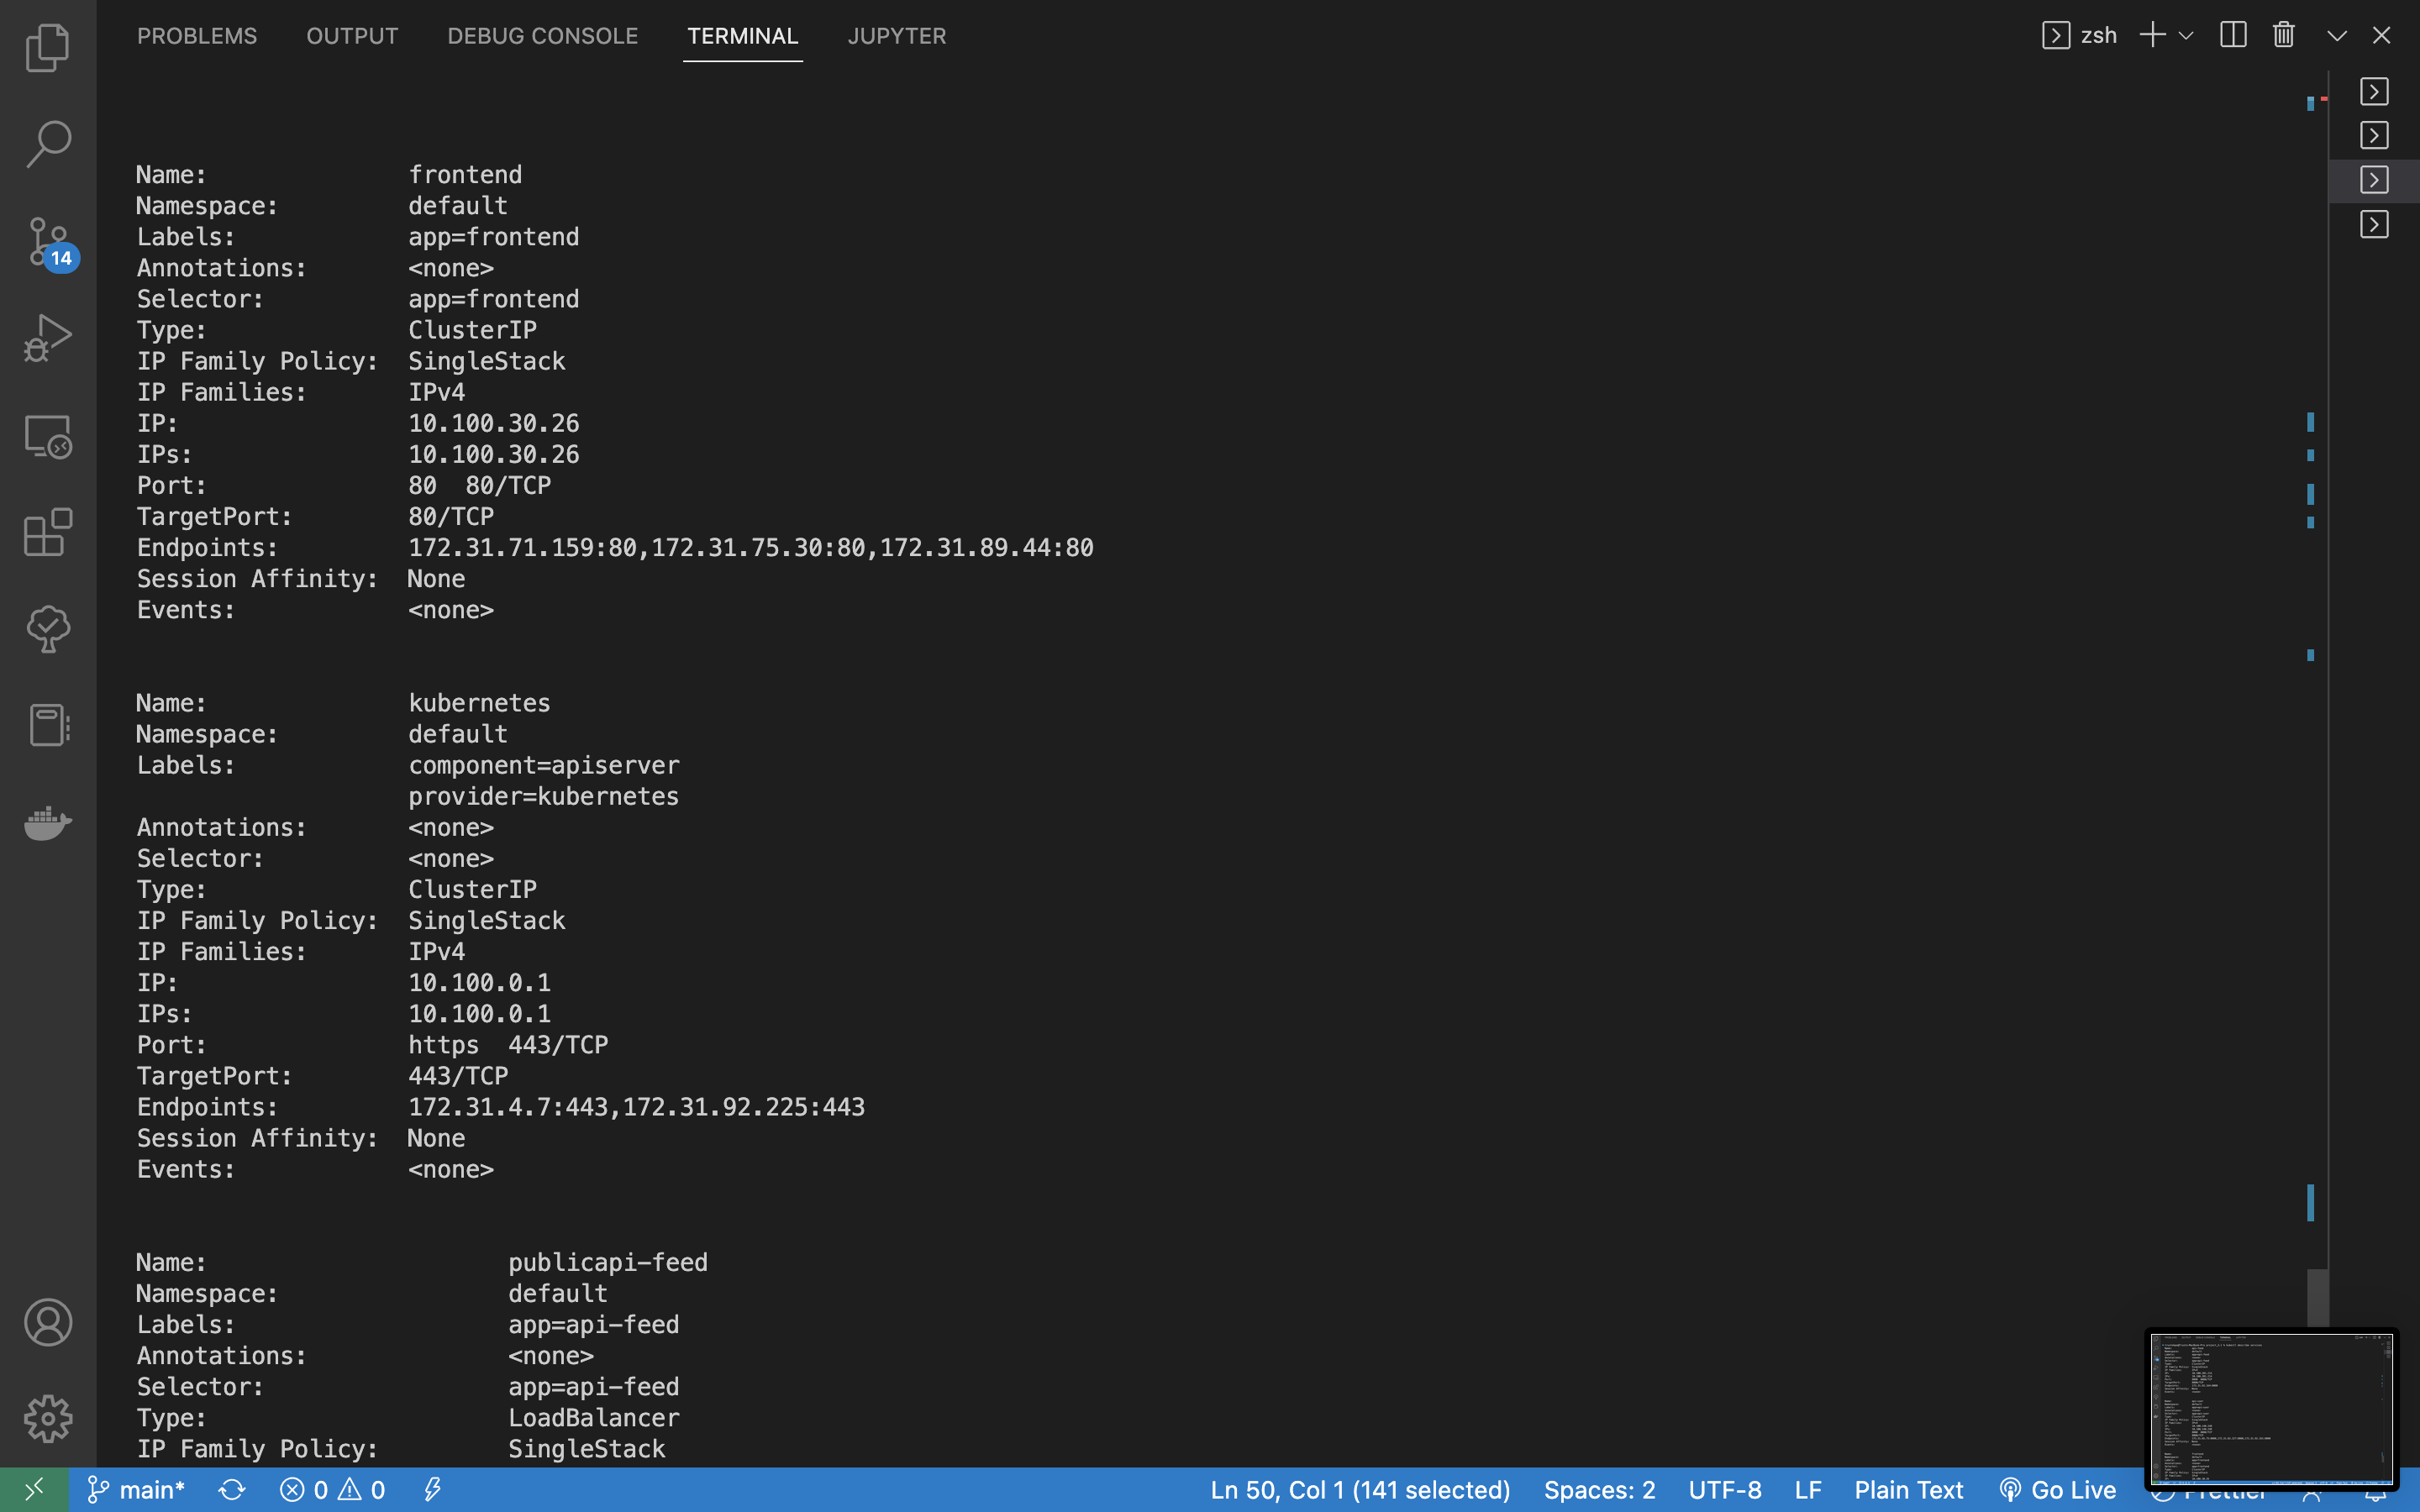 PROBLEMS OUTPUT DEBUG CONSOLE TERMINAL JUPYTER zsh
Name: frontend
Namespace: default
Labels: app=frontend
Annotations: <none>
Selector: app=frontend
Type: ClusterIP
IP Family Policy: SingleStack
IP Families: IPv4
IP: 10.100.30.26
IPs: 10.100.30.26
Port: 80 80/TCP
TargetPort: 80/TCP
Endpoints: 172.31.71.159:80,172.31.75.30:80,172.31.89.44:80
Session Affinity: None
Events: <none>
Name: kubernetes
Namespace: default
Labels: component=apiserver
provider=kubernetes
Annotations: <none>
Selector: <none>
Type: ClusterIP
IP Family Policy: SingleStack
IP Families: IPv4
IP: 10.100.0.1
IPs: 10.100.0.1
Port: https 443/TCP
TargetPort: 443/TCP
Endpoints: 172.31.4.7:443,172.31.92.225:443
Session Affinity: None
Events: <none>
Name: publicapi-feed
Namespace: default
Labels: app=api-feed
Annotations: <none>
Selector: app=api-feed
Type: LoadBalancer
IP Family Policy: SingleStack
14
main* 0 0 Ln 50, Col 1 (141 selected) Spaces: 2 UTF-8 LF Plain Text Go Live Prettier